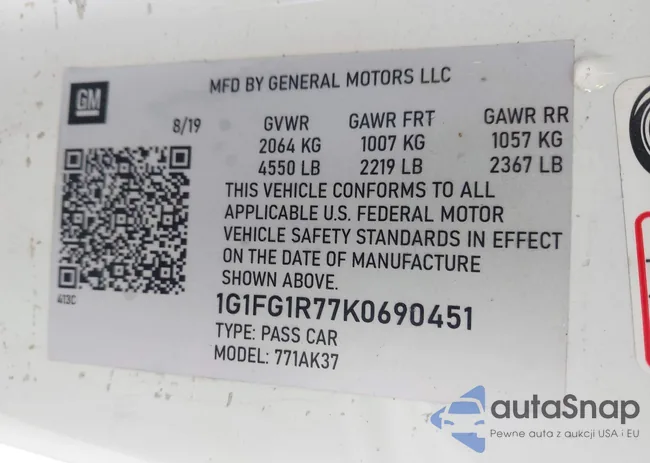 GM
MFD BY GENERAL MOTORS LLC
8/19 GVWR GAWR FRT GAWR RR
2064 KG 1007 KG 1057 KG
4550 LB 2219 LB 2367 LB
THIS VEHICLE CONFORMS TO ALL
APPLICABLE U.S. FEDERAL MOTOR
VEHICLE SAFETY STANDARDS IN EFFECT
ON THE DATE OF MANUFACTURE
SHOWN ABOVE.
413C
1G1FG1R77K0690451
TYPE: PASS CAR
MODEL: 771AK37
autaSnap
Pewne auta z aukcji USA i EU